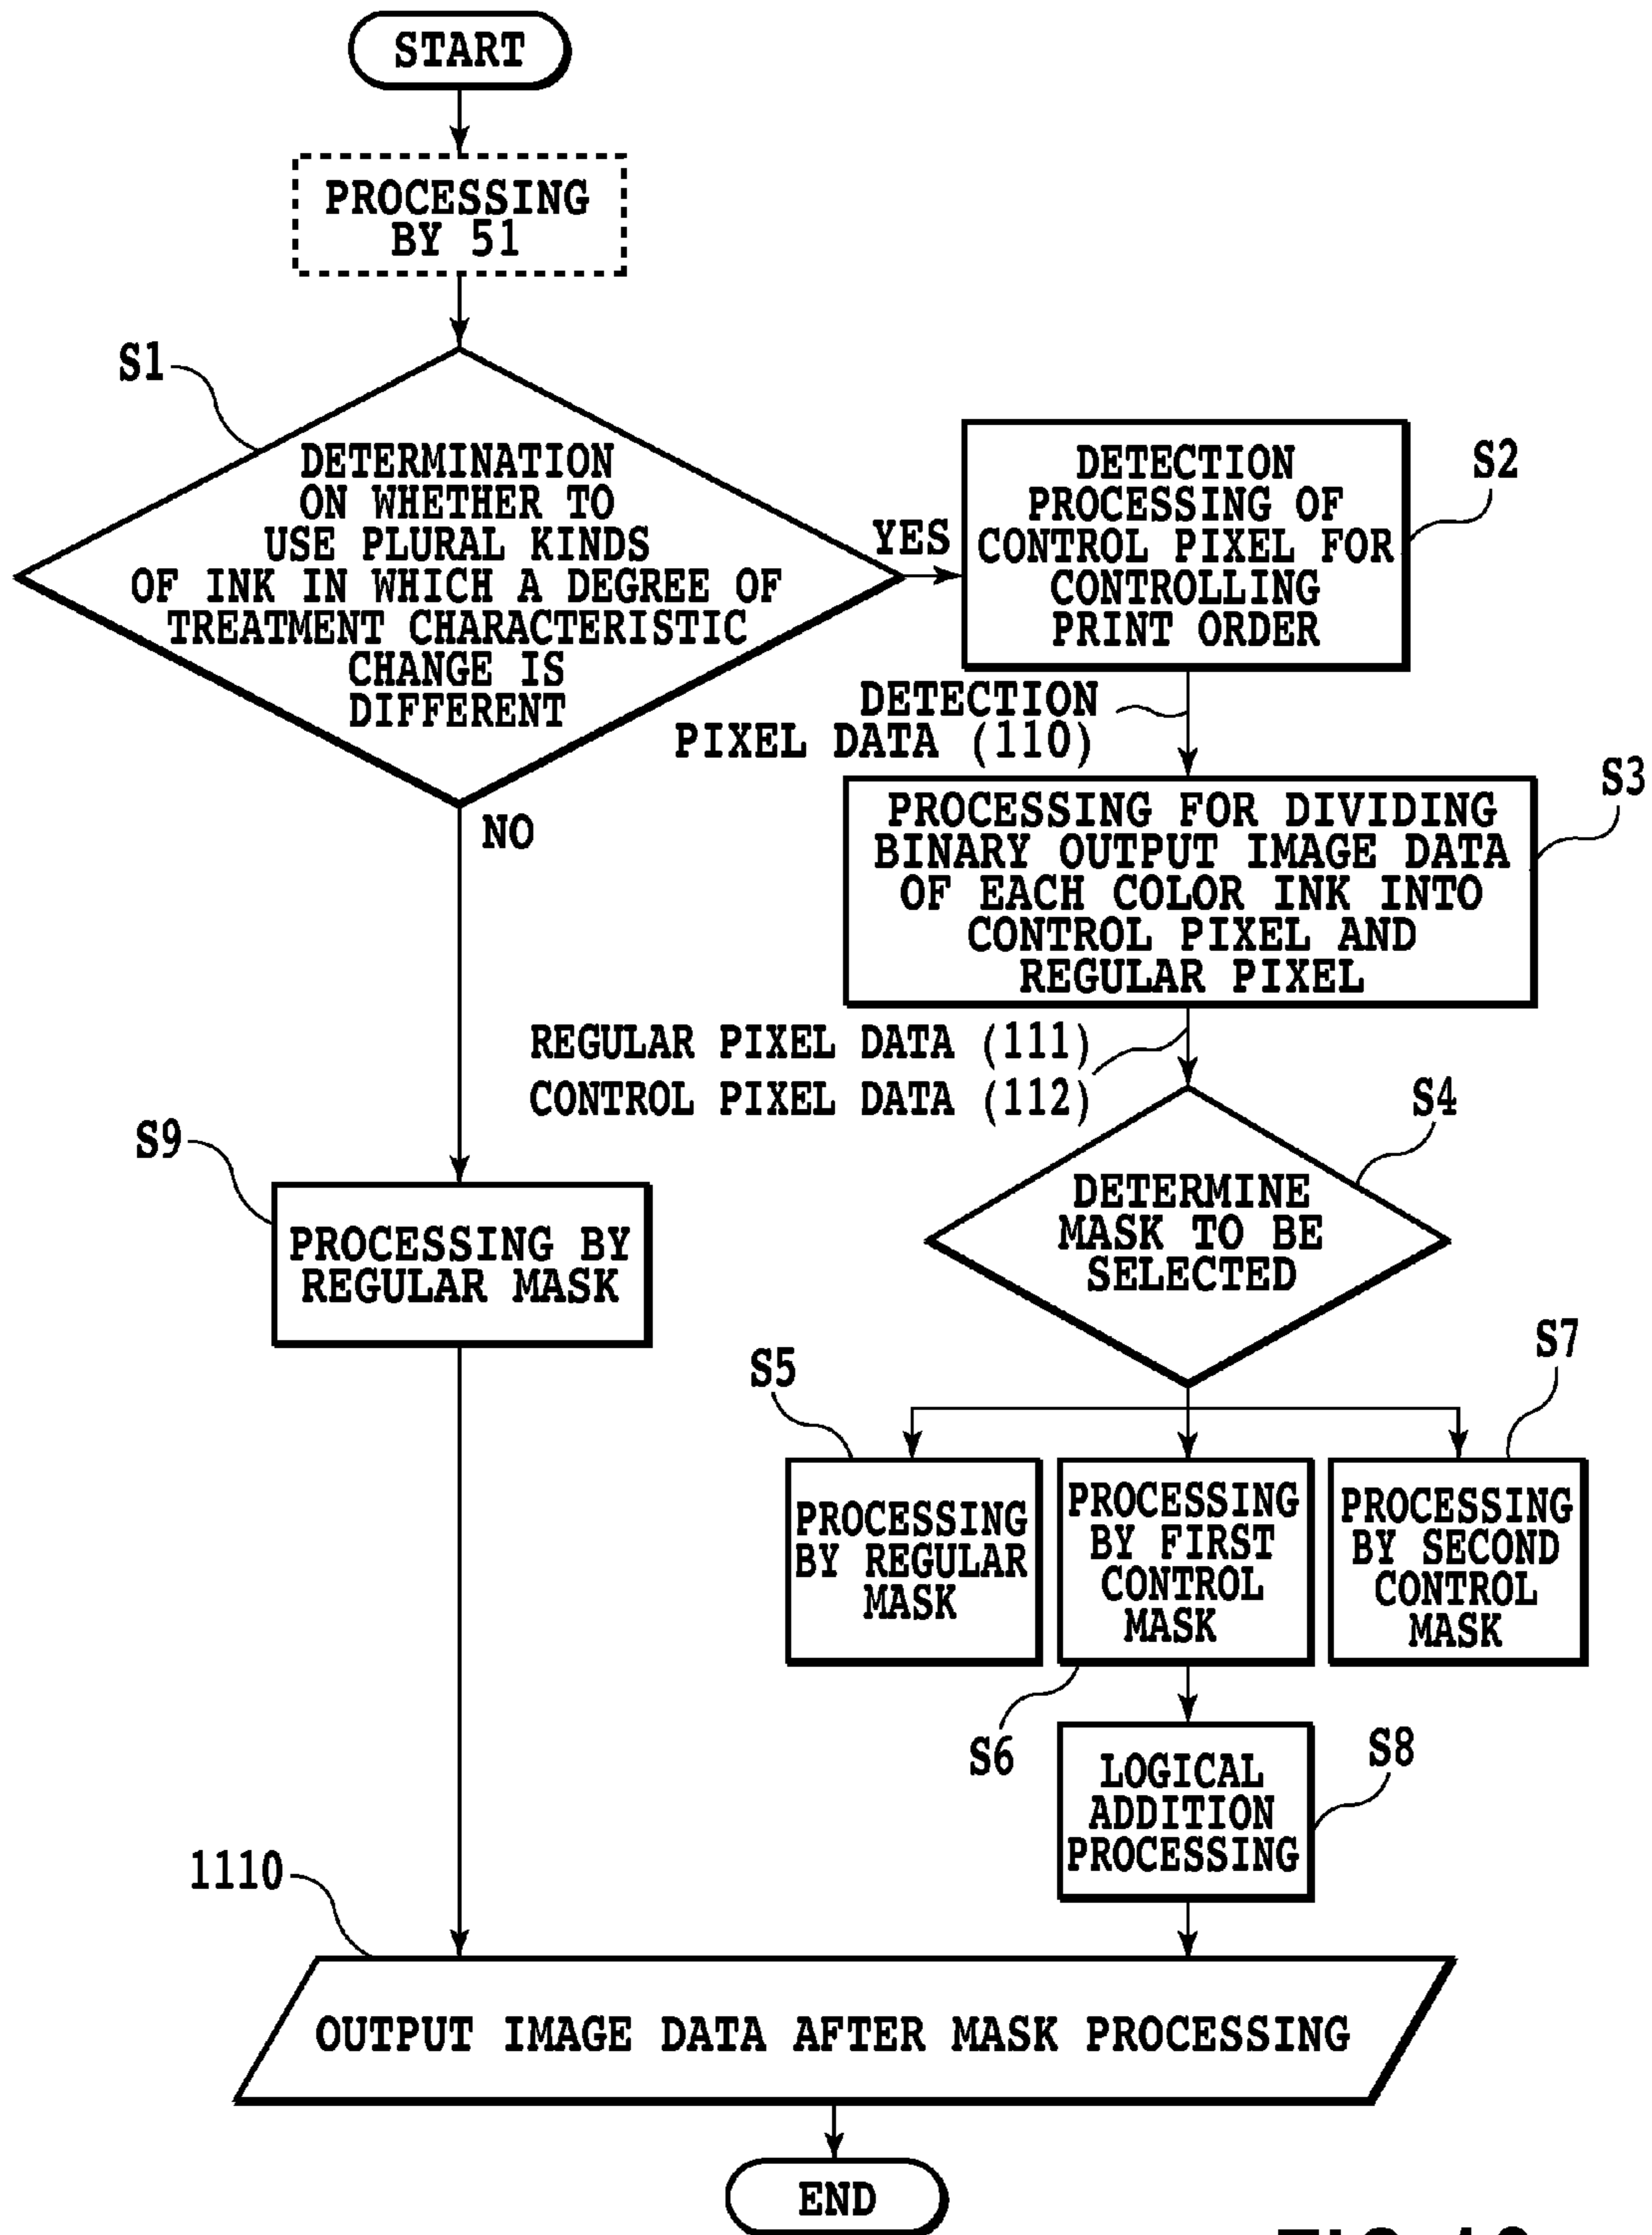 START
PROCESSING
BY 51
S1
DETERMINATION
ON WHETHER TO
USE PLURAL KINDS
OF INK IN WHICH A DEGREE OF
TREATMENT CHARACTERISTIC
CHANGE IS
DIFFERENT
YES
NO
DETECTION
PROCESSING OF
CONTROL PIXEL FOR
CONTROLLING
PRINT ORDER
S2
DETECTION
PIXEL DATA (110)
S3
PROCESSING FOR DIVIDING
BINARY OUTPUT IMAGE DATA
OF EACH COLOR INK INTO
CONTROL PIXEL AND
REGULAR PIXEL
REGULAR PIXEL DATA (111)
CONTROL PIXEL DATA (112)
S4
DETERMINE
MASK TO BE
SELECTED
S9
PROCESSING BY
REGULAR MASK
S5
PROCESSING
BY REGULAR
MASK
S6
PROCESSING
BY FIRST
CONTROL
MASK
S7
PROCESSING
BY SECOND
CONTROL
MASK
S8
LOGICAL
ADDITION
PROCESSING
1110
OUTPUT IMAGE DATA AFTER MASK PROCESSING
END